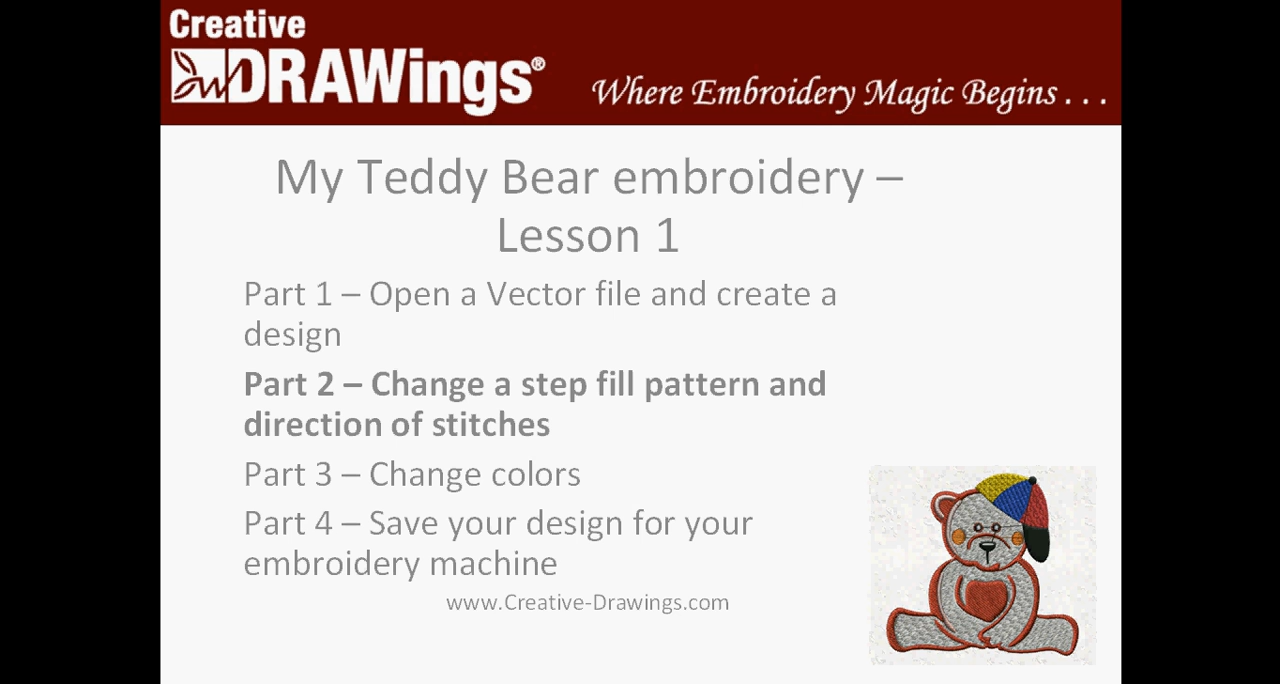 Creative
DRAWings®
Where Embroidery Magic Begins . . .
My Teddy Bear embroidery –
Lesson 1
Part 1 – Open a Vector file and create a
design
Part 2 – Change a step fill pattern and
direction of stitches
Part 3 – Change colors
Part 4 – Save your design for your
embroidery machine
www.Creative-Drawings.com